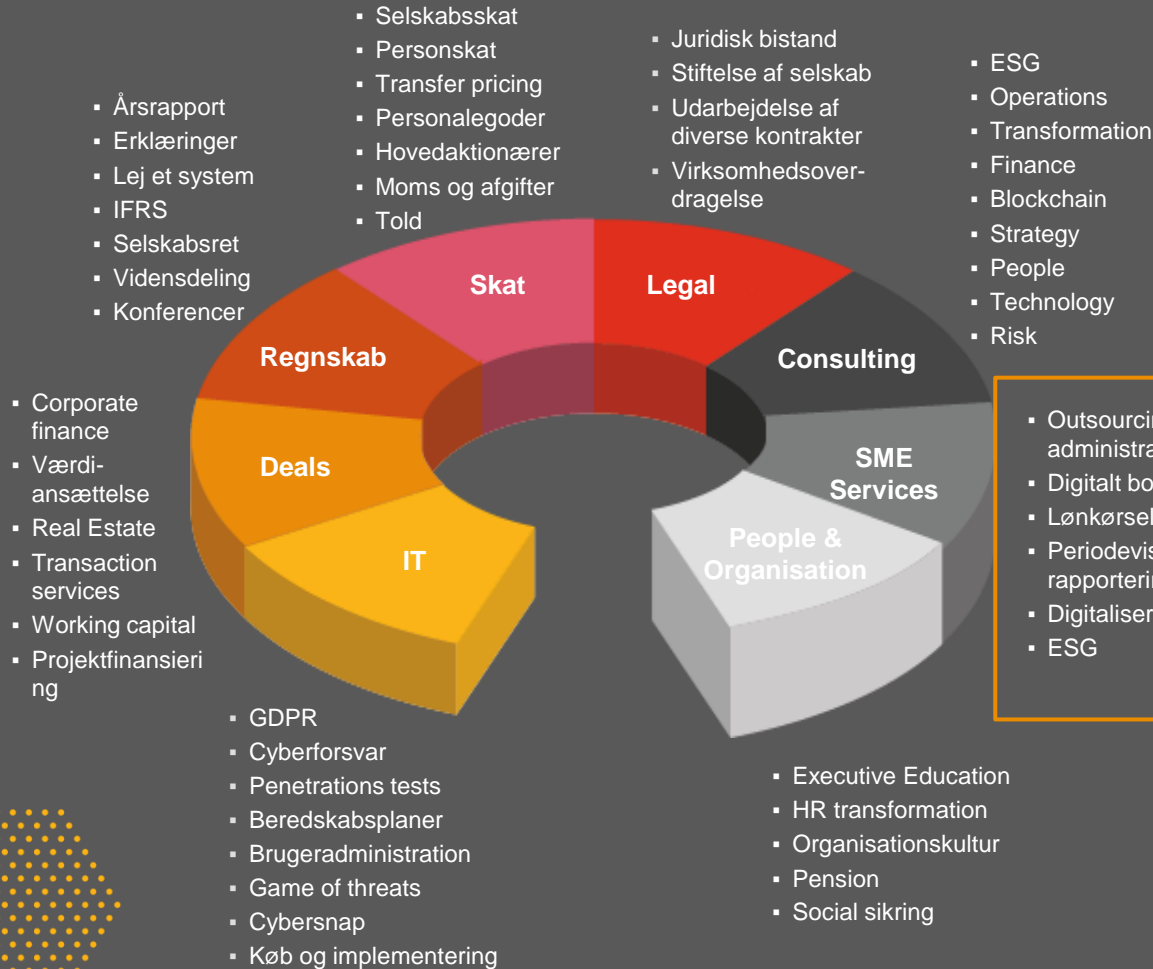 Selskabsskat
Personskat
Transfer pricing
Personalegoder
Hovedaktionærer
Moms og afgifter
Told
Juridisk bistand
Stiftelse af selskab
Udarbejdelse af
diverse kontrakter
Virksomhedsover-
dragelse
ESG
Operations
Transformation
Finance
Blockchain
Strategy
People
Technology
Risk
Årsrapport
Erklæringer
Lej et system
IFRS
Selskabsret
Vidensdeling
Konferencer
Skat
Legal
Regnskab
Consulting
Deals
SME
Services
IT
People &
Organisation
Corporate
finance
Værdi-
ansættelse
Real Estate
Transaction
services
Working capital
Projektfinansieri
ng
Digitalt
Lønkørsel
ESG
GDPR
Cyberforsvar
Penetrations tests
Beredskabsplaner
Brugeradministration
Game of threats
Cybersnap
Køb og implementering
Executive Education
HR transformation
Organisationskultur
Pension
Social sikring